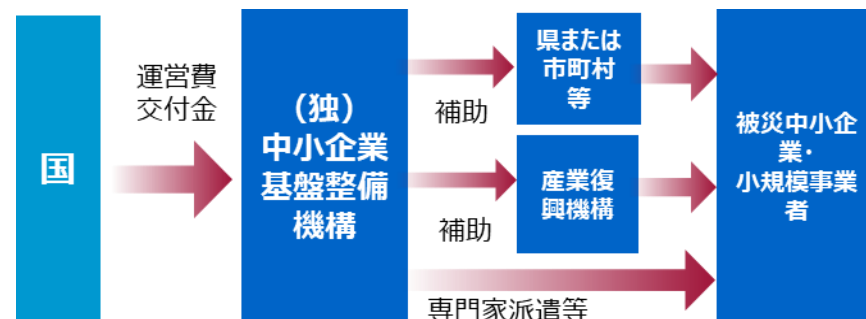 国
運営費
交付金
（独）
中小企業
基盤整備
機構
補助
県または
市町村
等
補助
産業復
興機構
専門家派遣等
被災中小企
業・
小規模事業
者